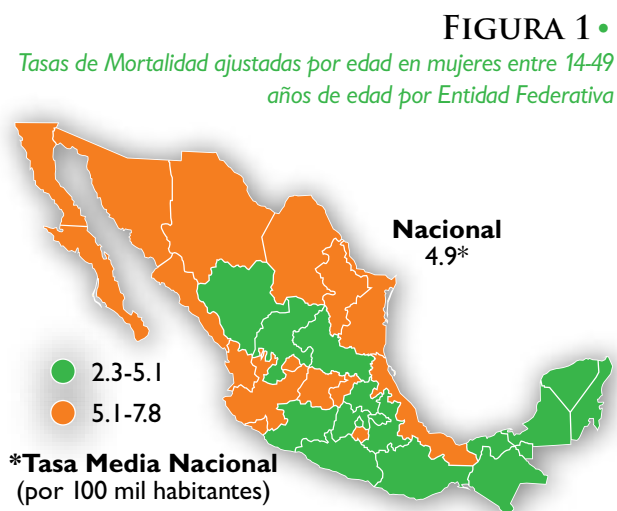 FIGURA 1 •
Tasas de Mortalidad ajustadas por edad en mujeres entre 14-49
años de edad por Entidad Federativa
Nacional
4.9*
2.3-5.1
5.1-7.8
*Tasa Media Nacional
(por 100 mil habitantes)